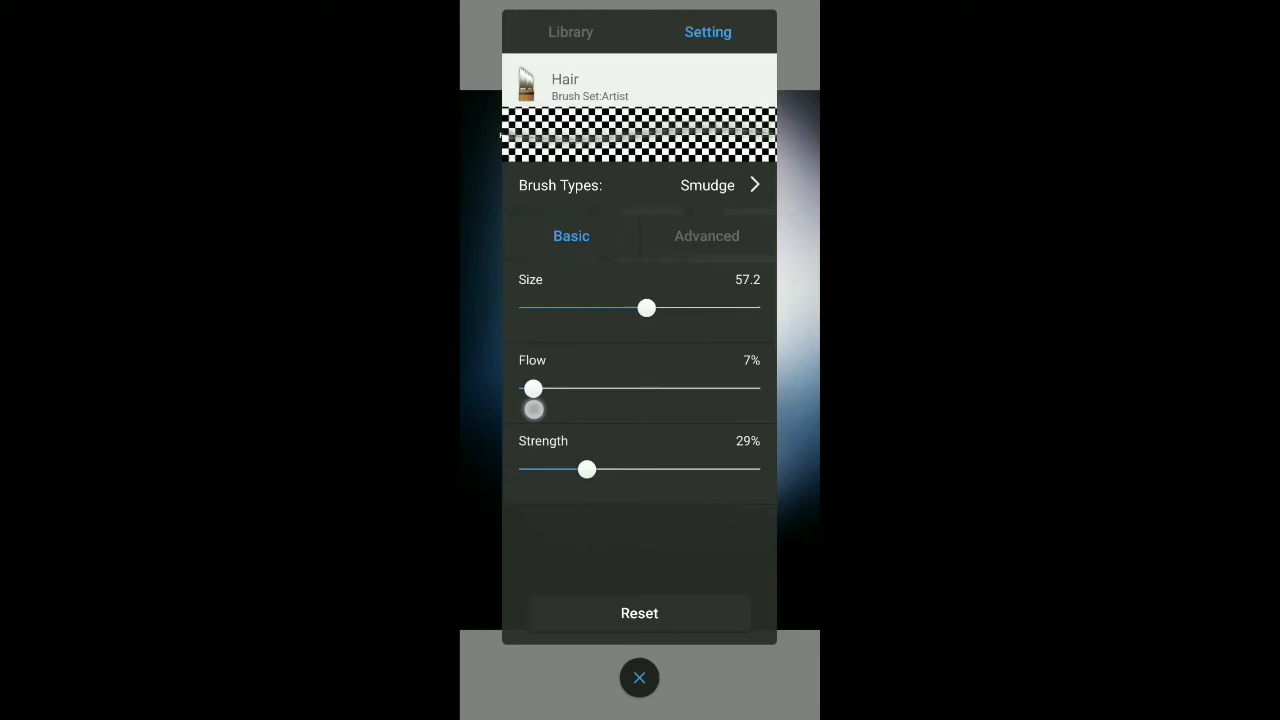 Library Setting
Hair
Brush Set:Artist
Brush Types: Smudge
Basic Advanced
Size 57.2
Flow 7%
Strength 29%
Reset